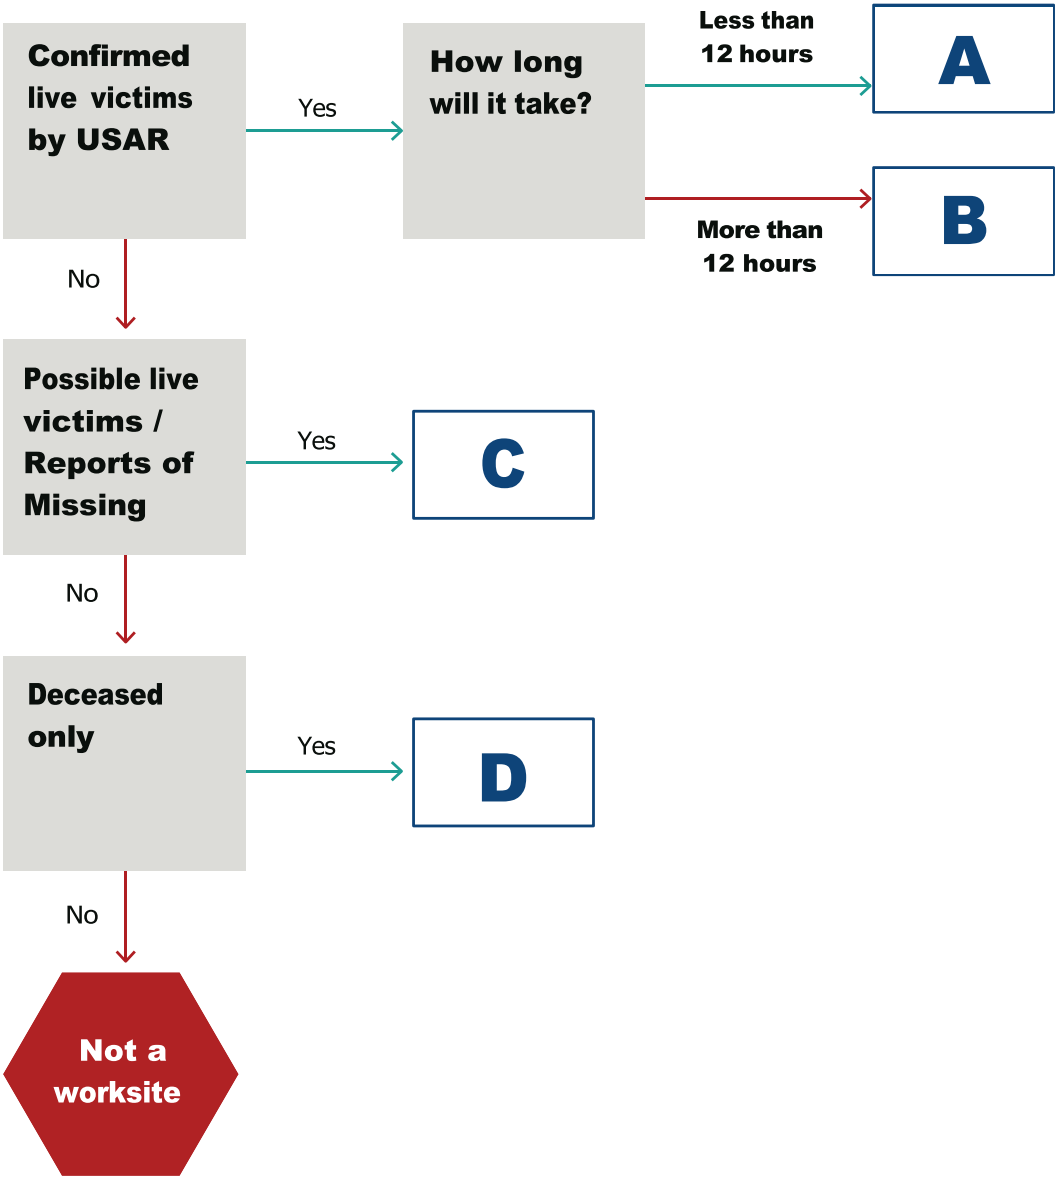 Confirmed
live victims
by USAR
Yes
How long
will it take?
Less than
12 hours
A
More than
12 hours
B
No
Possible live
victims /
Reports of
Missing
Yes
C
No
Deceased
only
Yes
D
No
Not a
worksite